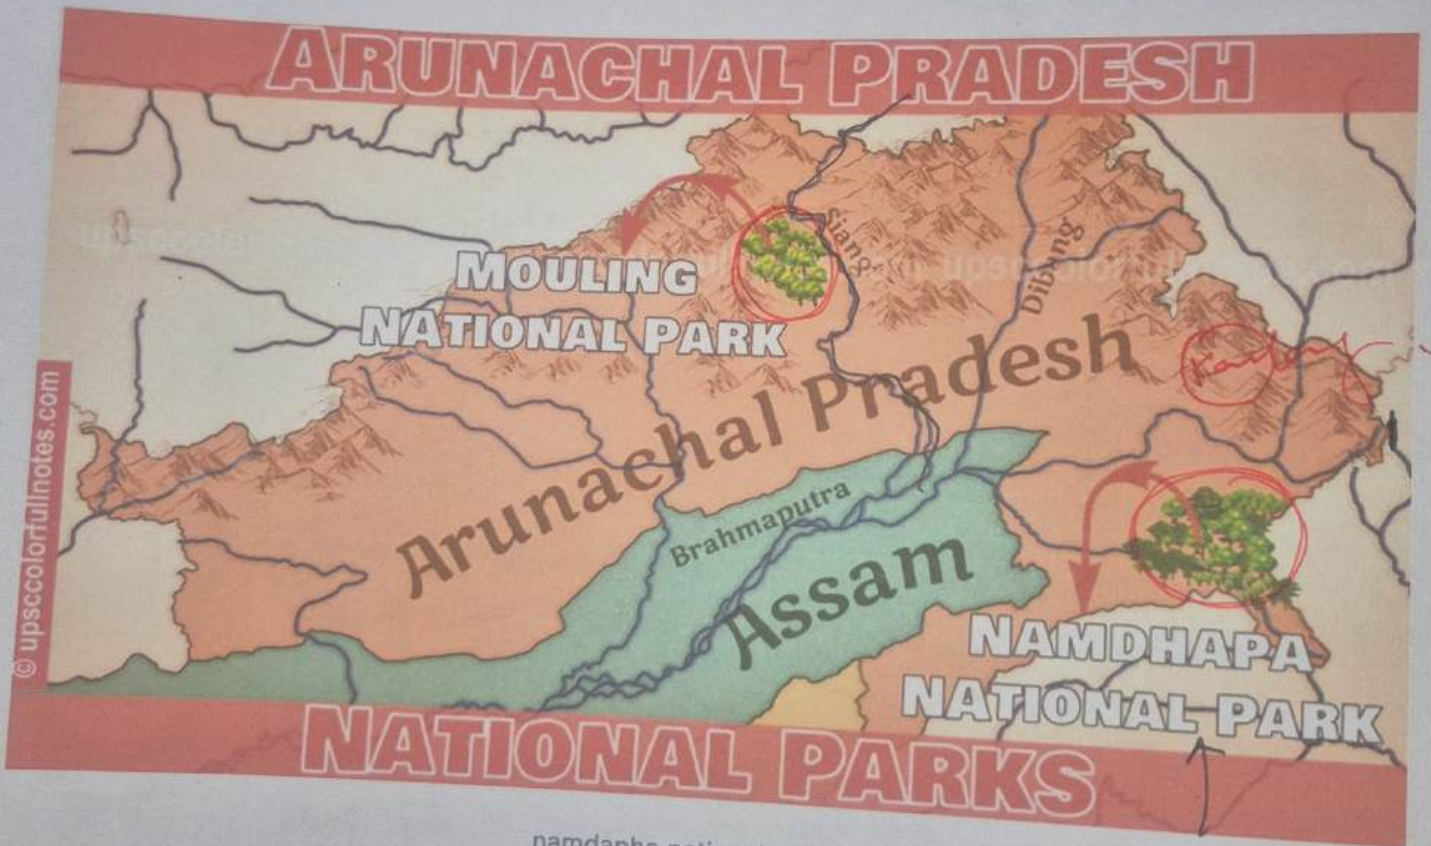 ARUNACHAL PRADESH
MOULING
NATIONAL PARK
Siang
Dibang
Arunachal Pradesh
Brahmaputra
Assam
NAMDHAPA
NATIONAL PARK
NATIONAL PARKS
© upsccolorfullnotes.com